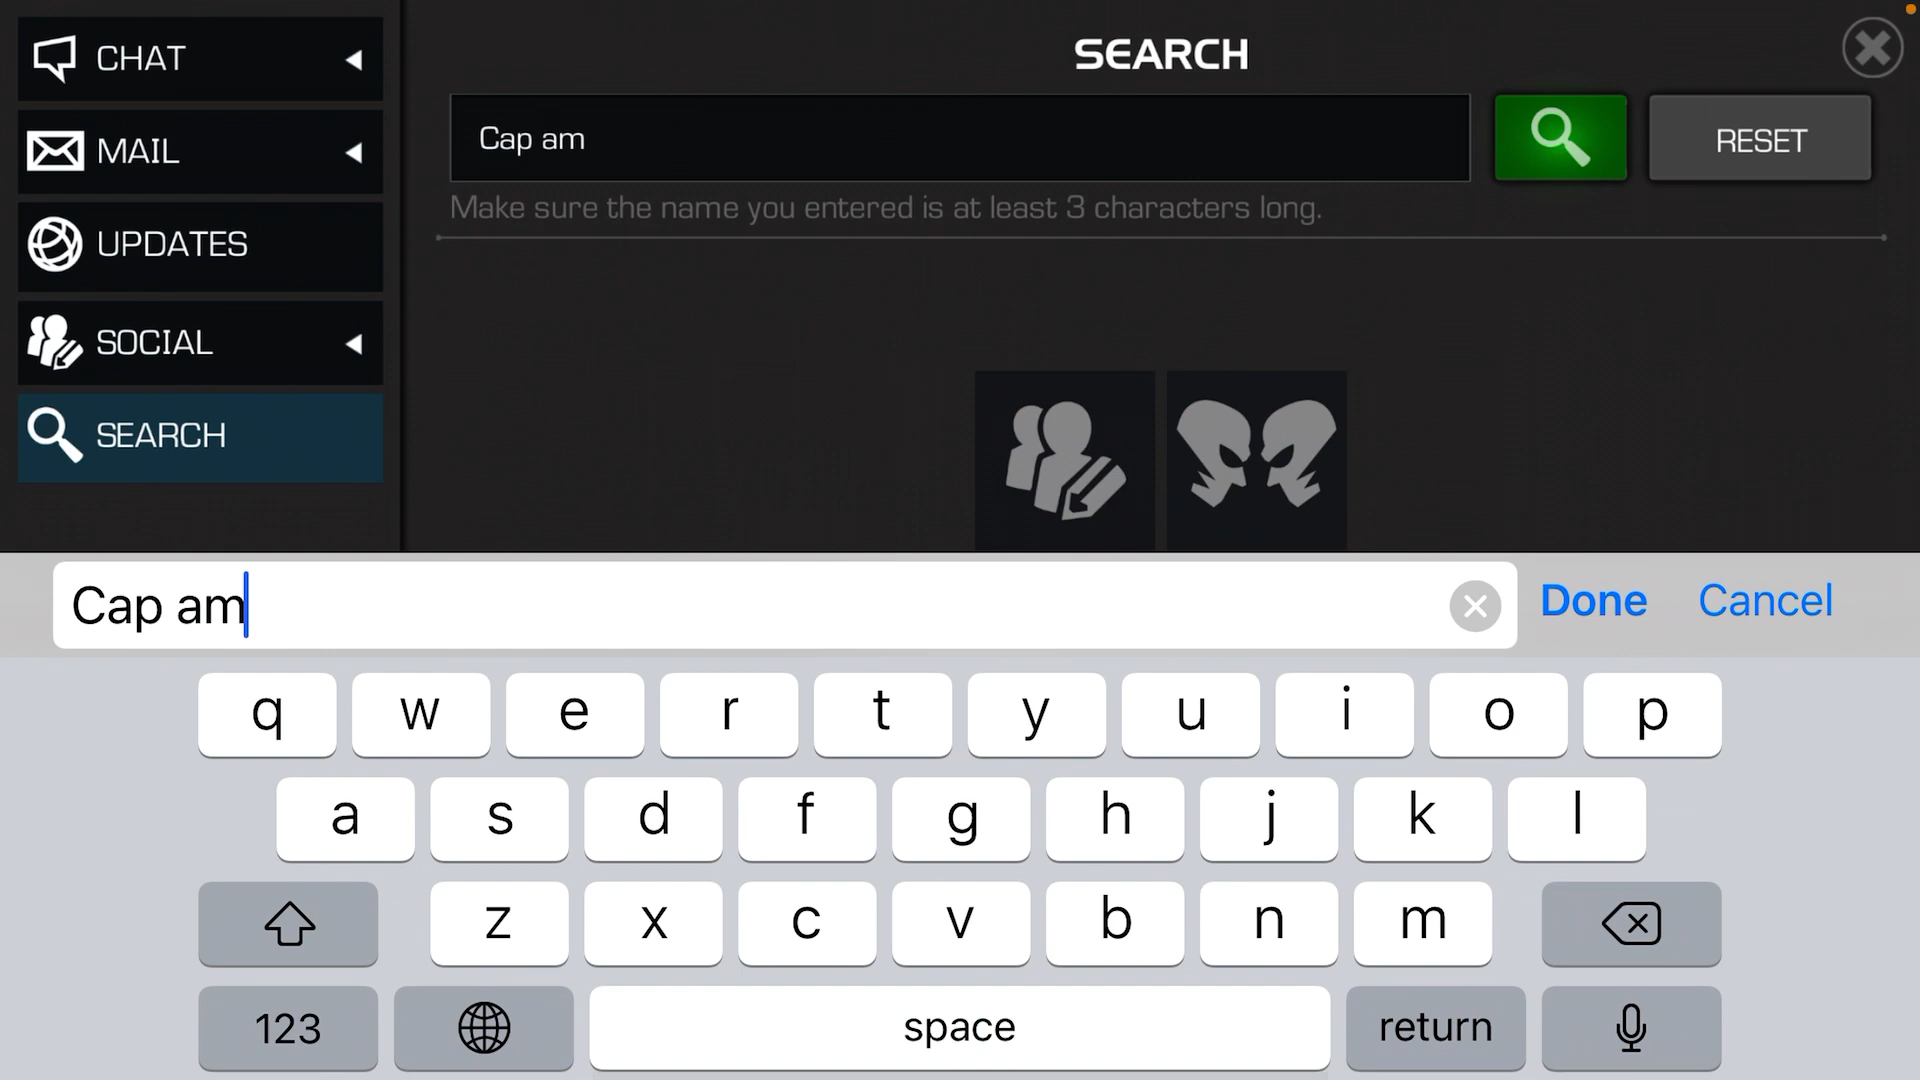 CHAT
MAIL
UPDATES
SOCIAL
SEARCH
SEARCH
Cap am
RESET
Make sure the name you entered is at least 3 characters long.
Cap am
Done
Cancel
q w e r t y u i o p
a s d f g h j k l
z x c v b n m
123
space
return